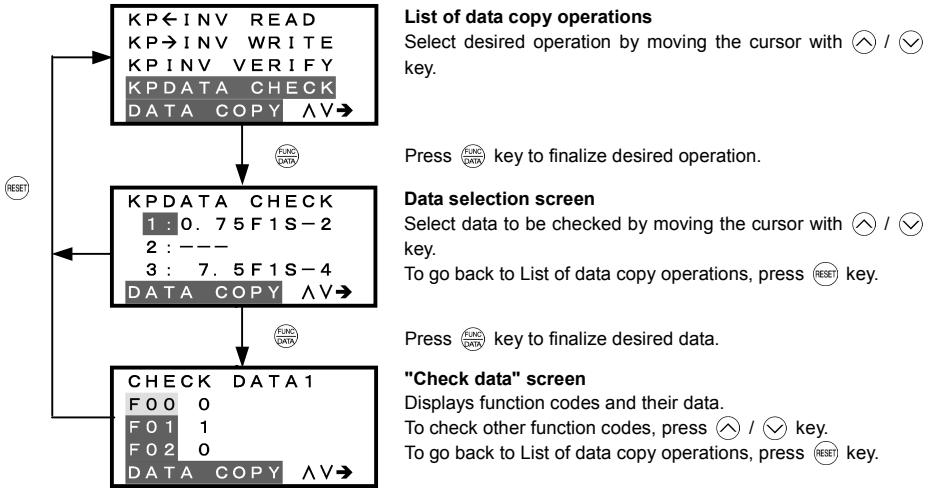 KP←INV READ
KP→INV WRITE
KPINV VERIFY
KPDATA CHECK
DATA COPY ∧∨→
List of data copy operations
Select desired operation by moving the cursor with ∧ / ∨
key.
FUNC
DATA
Press FUNC DATA key to finalize desired operation.
RESET
KPDATA CHECK
1:0.75F1S−2
2:−−−
3: 7.5F1S−4
DATA COPY ∧∨→
Data selection screen
Select data to be checked by moving the cursor with ∧ / ∨
key.
To go back to List of data copy operations, press RESET key.
FUNC
DATA
Press FUNC DATA key to finalize desired data.
CHECK DATA1
F00 0
F01 1
F02 0
DATA COPY ∧∨→
"Check data" screen
Displays function codes and their data.
To check other function codes, press ∧ / ∨ key.
To go back to List of data copy operations, press RESET key.